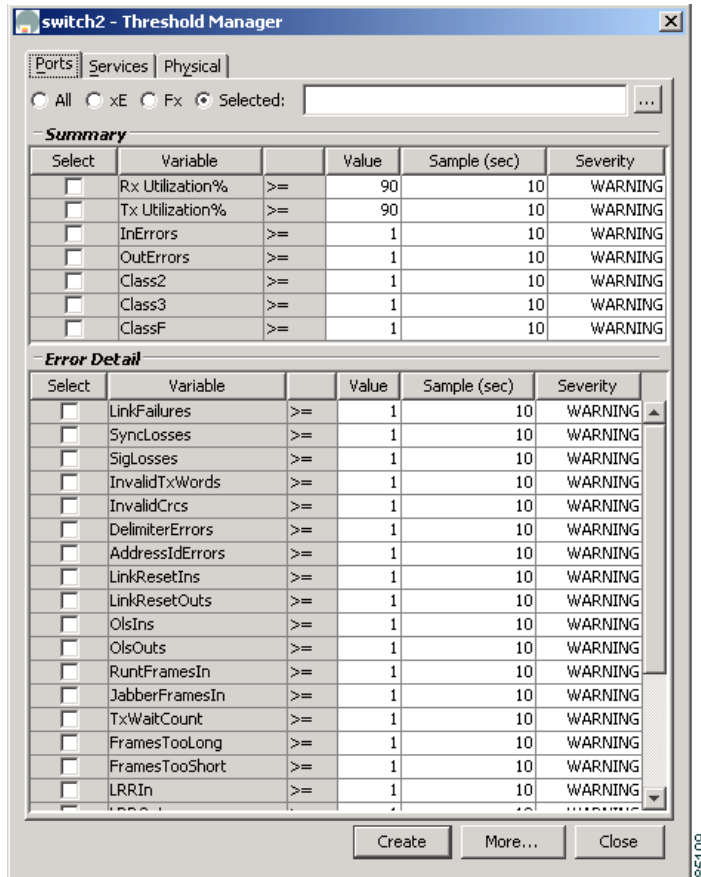 switch2 - Threshold Manager
Ports Services Physical
All xE Fx Selected: ...
Summary
Select Variable Value Sample (sec) Severity
Rx Utilization% >= 90 10 WARNING
Tx Utilization% >= 90 10 WARNING
InErrors >= 1 10 WARNING
OutErrors >= 1 10 WARNING
Class2 >= 1 10 WARNING
Class3 >= 1 10 WARNING
ClassF >= 1 10 WARNING
Error Detail
Select Variable Value Sample (sec) Severity
LinkFailures >= 1 10 WARNING
SyncLosses >= 1 10 WARNING
SigLosses >= 1 10 WARNING
InvalidTxWords >= 1 10 WARNING
InvalidCrcs >= 1 10 WARNING
DelimiterErrors >= 1 10 WARNING
AddressIdErrors >= 1 10 WARNING
LinkResetIns >= 1 10 WARNING
LinkResetOuts >= 1 10 WARNING
OlsIns >= 1 10 WARNING
OlsOuts >= 1 10 WARNING
RuntFramesIn >= 1 10 WARNING
JabberFramesIn >= 1 10 WARNING
TxWaitCount >= 1 10 WARNING
FramesTooLong >= 1 10 WARNING
FramesTooShort >= 1 10 WARNING
LRRIn >= 1 10 WARNING
Create More... Close
85109